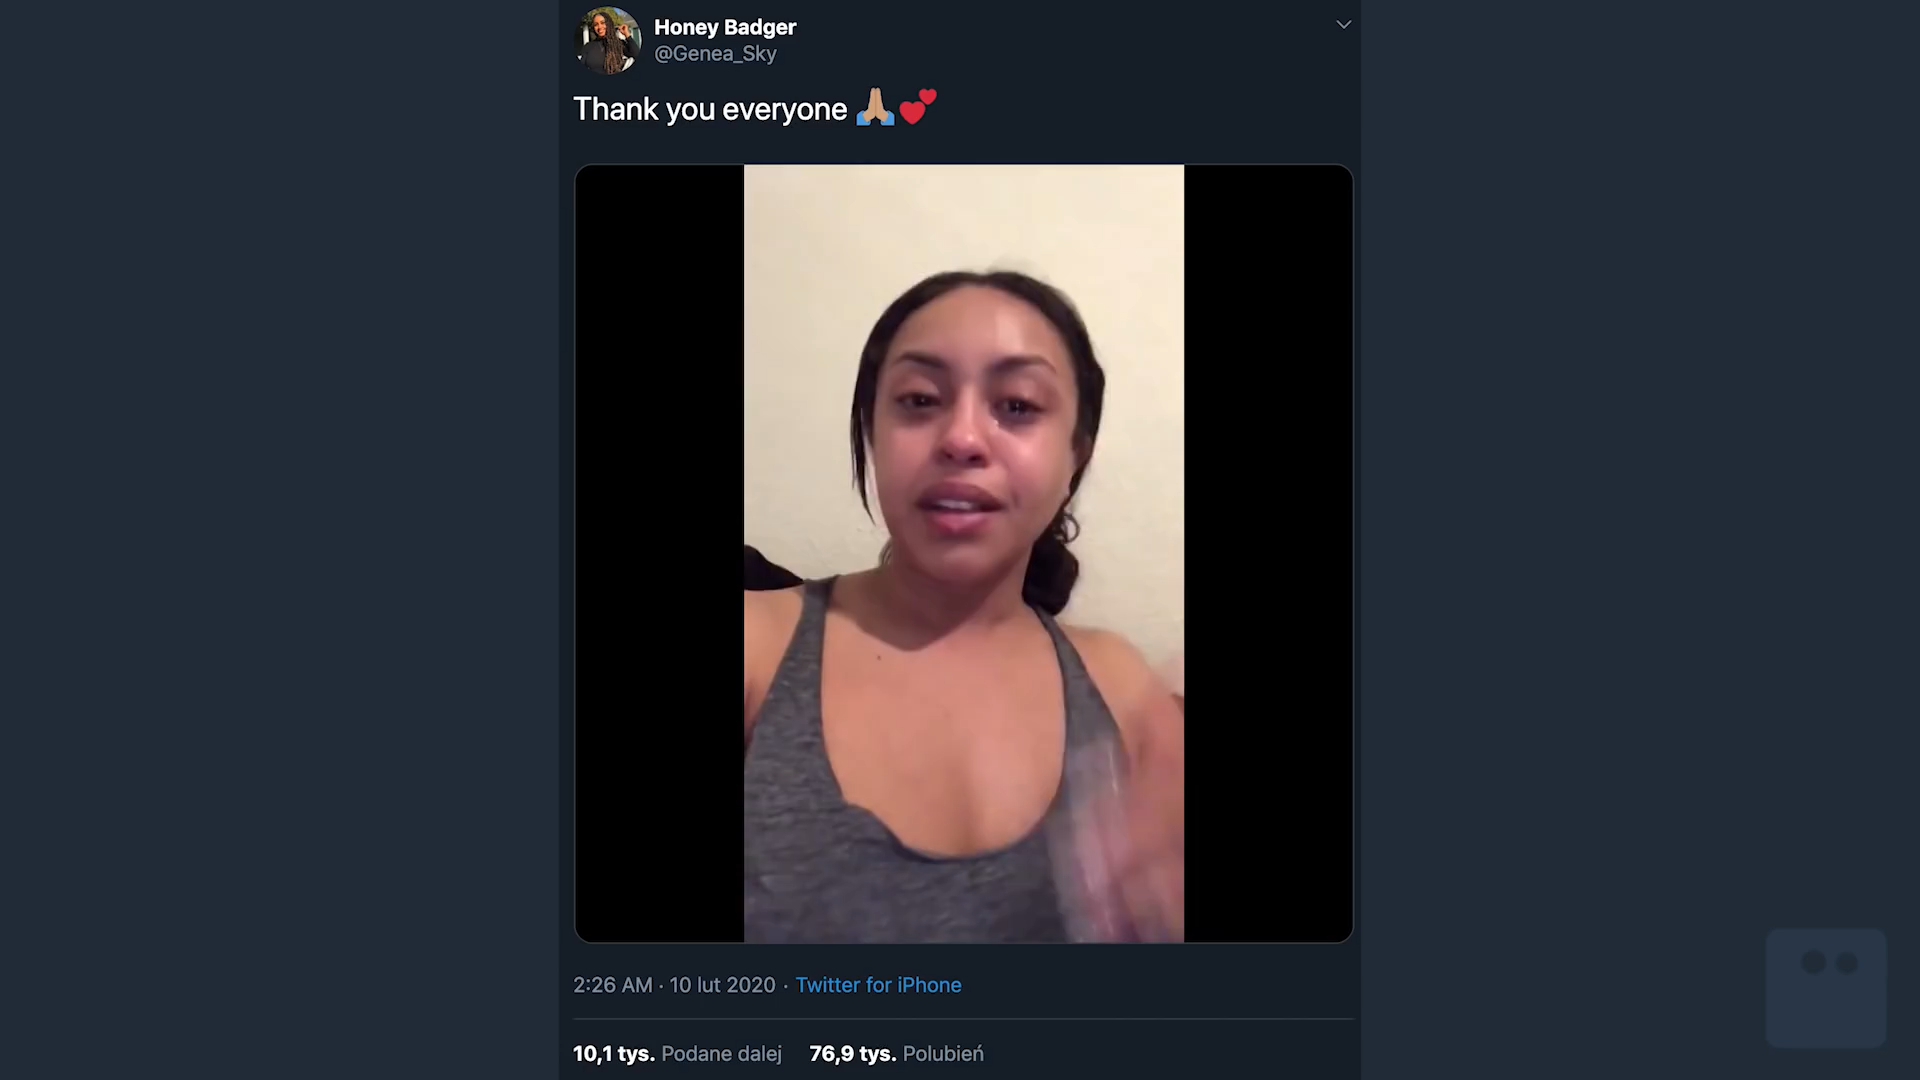 Honey Badger
@Genea_Sky
Thank you everyone 🙏🏼💕
2:26 AM · 10 lut 2020 · Twitter for iPhone
10,1 tys. Podane dalej 76,9 tys. Polubień